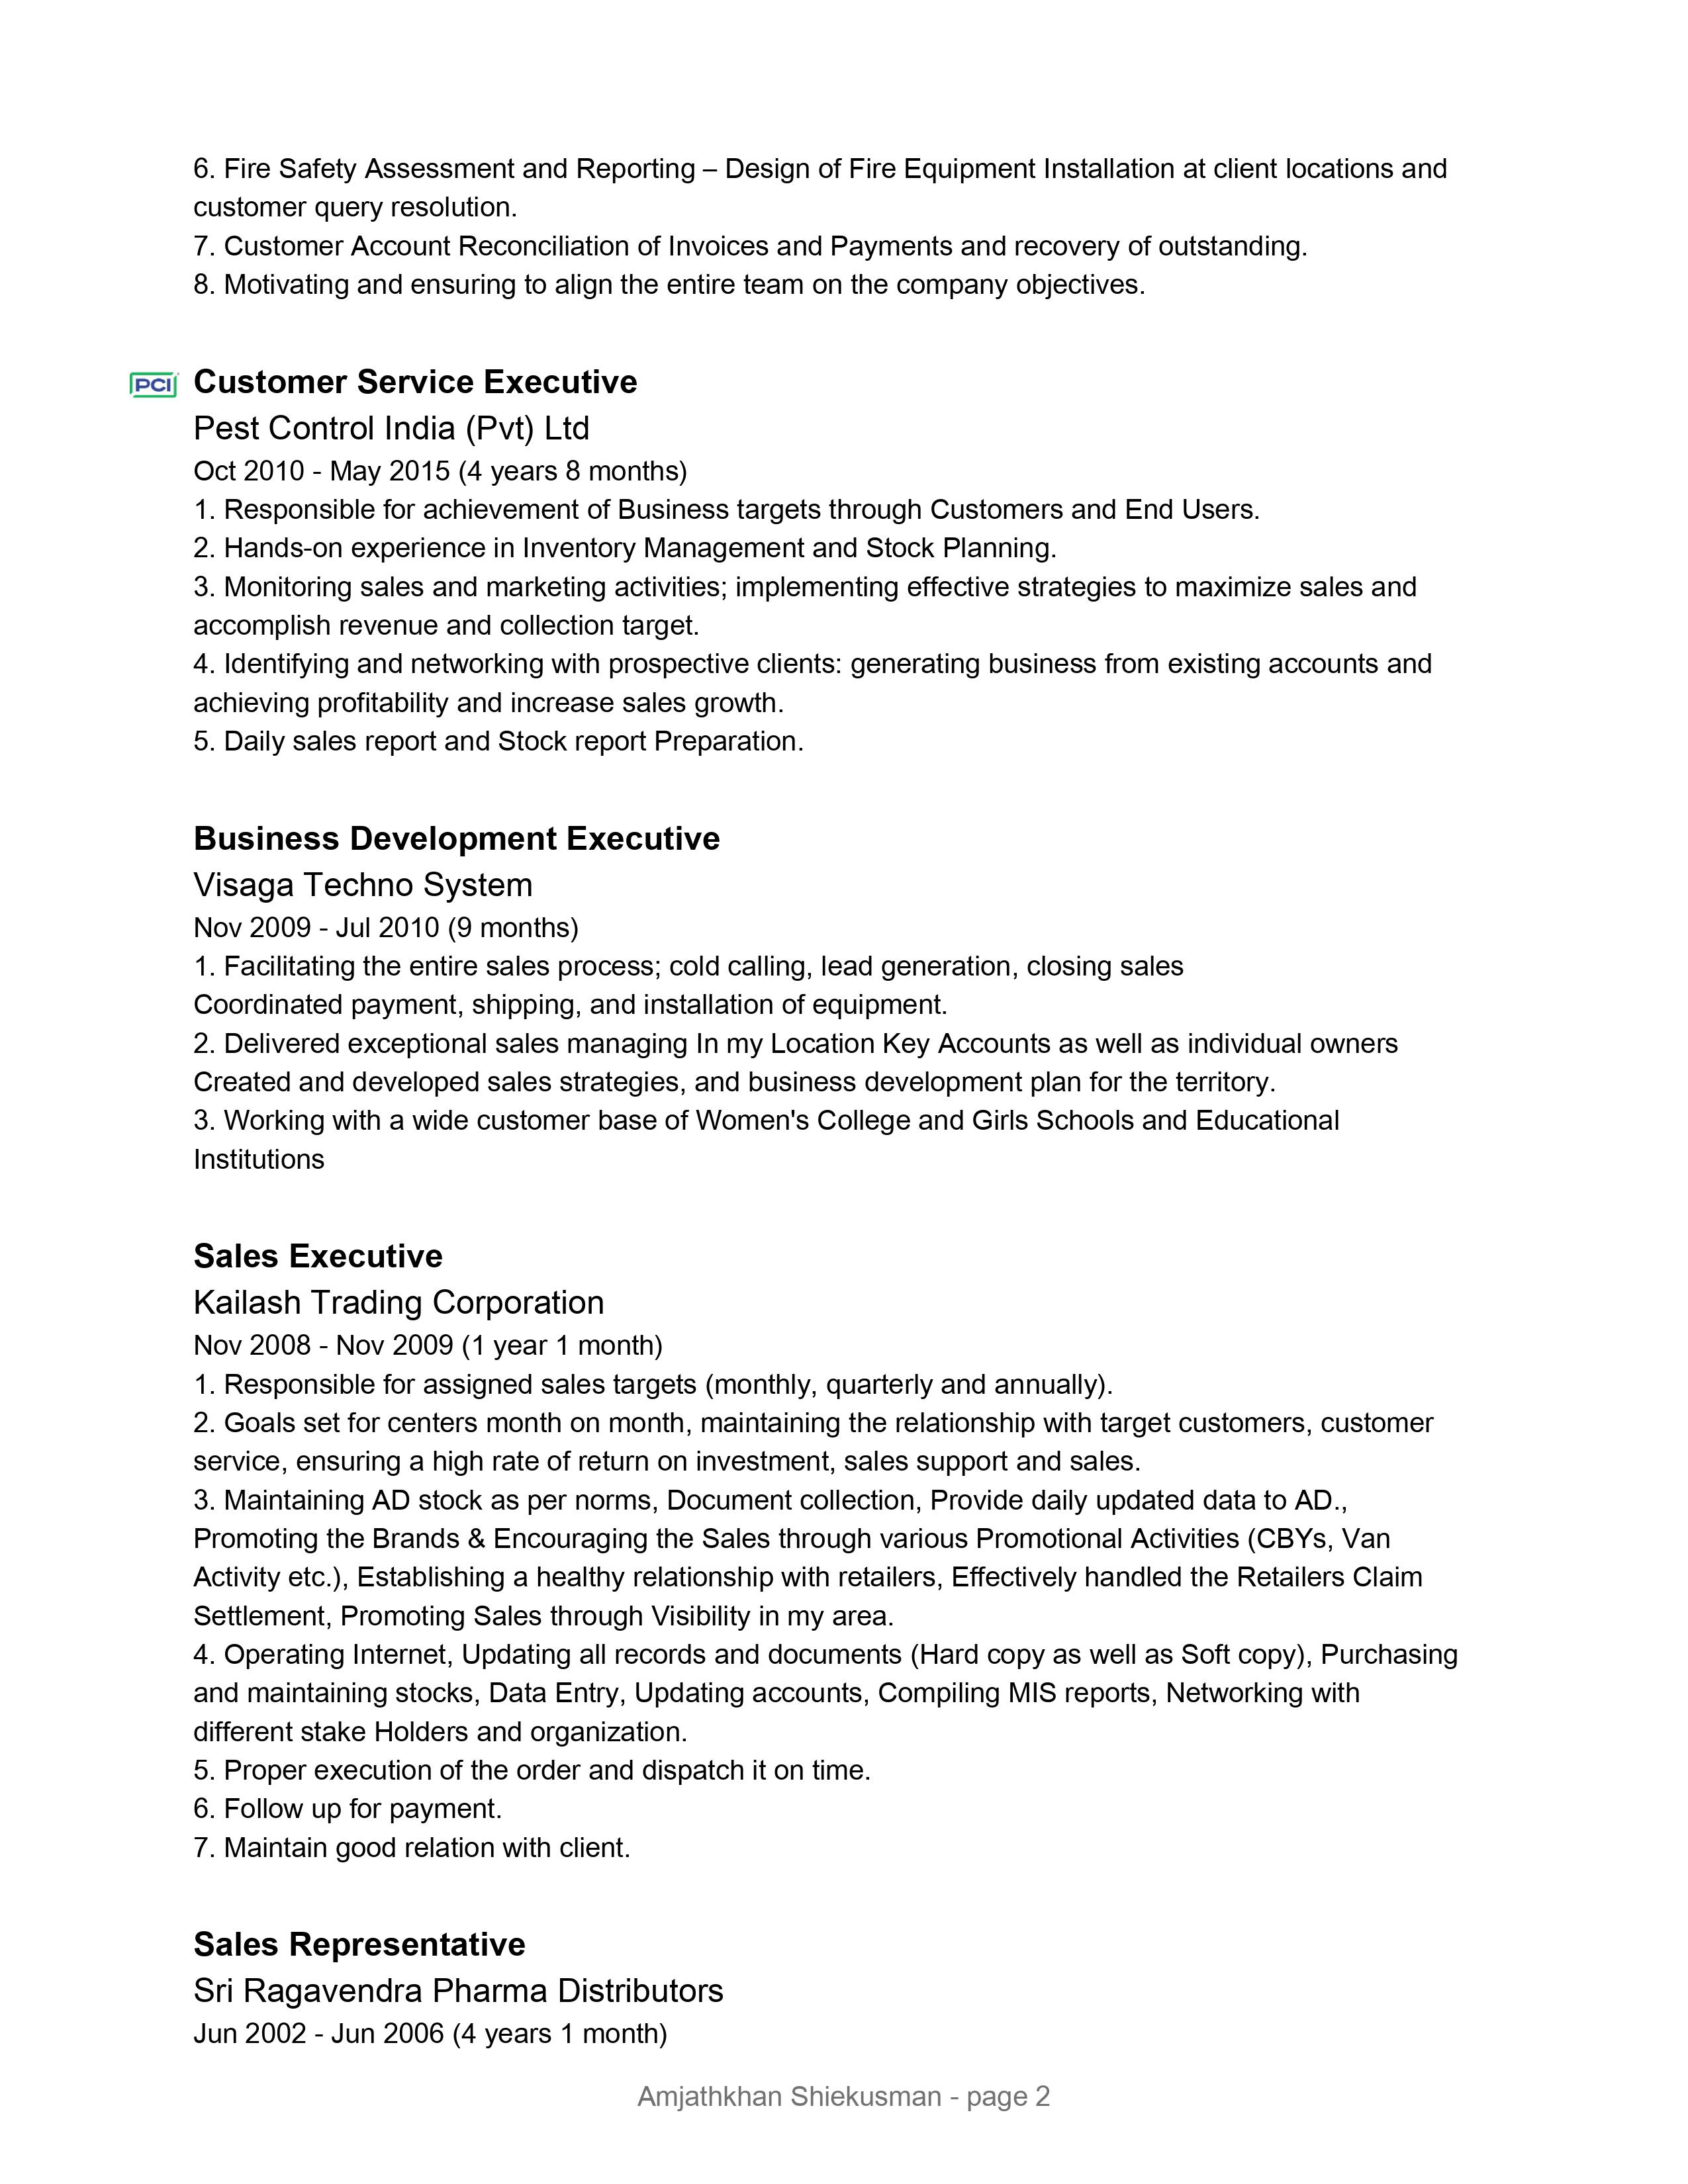 6. Fire Safety Assessment and Reporting – Design of Fire Equipment Installation at client locations and
customer query resolution.
7. Customer Account Reconciliation of Invoices and Payments and recovery of outstanding.
8. Motivating and ensuring to align the entire team on the company objectives.
PCI
Customer Service Executive
Pest Control India (Pvt) Ltd
Oct 2010 - May 2015 (4 years 8 months)
1. Responsible for achievement of Business targets through Customers and End Users.
2. Hands-on experience in Inventory Management and Stock Planning.
3. Monitoring sales and marketing activities; implementing effective strategies to maximize sales and
accomplish revenue and collection target.
4. Identifying and networking with prospective clients: generating business from existing accounts and
achieving profitability and increase sales growth.
5. Daily sales report and Stock report Preparation.
Business Development Executive
Visaga Techno System
Nov 2009 - Jul 2010 (9 months)
1. Facilitating the entire sales process; cold calling, lead generation, closing sales
Coordinated payment, shipping, and installation of equipment.
2. Delivered exceptional sales managing In my Location Key Accounts as well as individual owners
Created and developed sales strategies, and business development plan for the territory.
3. Working with a wide customer base of Women's College and Girls Schools and Educational
Institutions
Sales Executive
Kailash Trading Corporation
Nov 2008 - Nov 2009 (1 year 1 month)
1. Responsible for assigned sales targets (monthly, quarterly and annually).
2. Goals set for centers month on month, maintaining the relationship with target customers, customer
service, ensuring a high rate of return on investment, sales support and sales.
3. Maintaining AD stock as per norms, Document collection, Provide daily updated data to AD.,
Promoting the Brands & Encouraging the Sales through various Promotional Activities (CBYs, Van
Activity etc.), Establishing a healthy relationship with retailers, Effectively handled the Retailers Claim
Settlement, Promoting Sales through Visibility in my area.
4. Operating Internet, Updating all records and documents (Hard copy as well as Soft copy), Purchasing
and maintaining stocks, Data Entry, Updating accounts, Compiling MIS reports, Networking with
different stake Holders and organization.
5. Proper execution of the order and dispatch it on time.
6. Follow up for payment.
7. Maintain good relation with client.
Sales Representative
Sri Ragavendra Pharma Distributors
Jun 2002 - Jun 2006 (4 years 1 month)
Amjathkhan Shiekusman - page 2